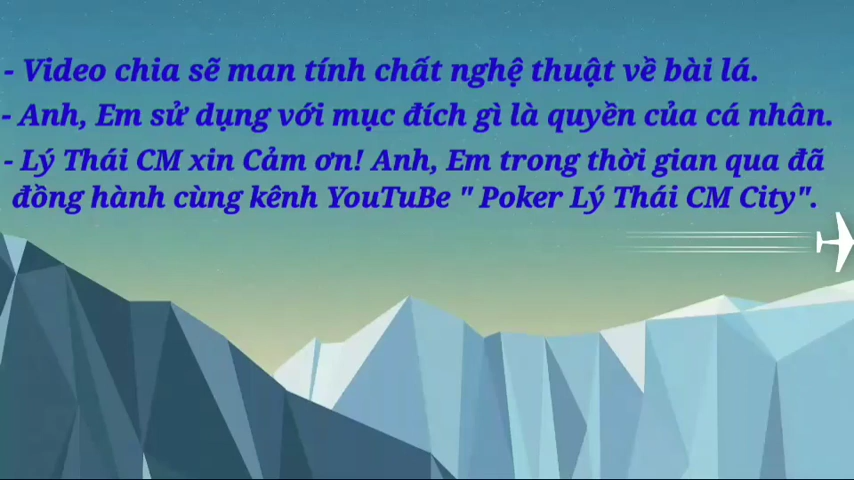 - Video chia sẽ man tính chất nghệ thuật về bài lá.
- Anh, Em sử dụng với mục đích gì là quyền của cá nhân.
- Lý Thái CM xin Cảm ơn! Anh, Em trong thời gian qua đã
đồng hành cùng kênh YouTuBe " Poker Lý Thái CM City".